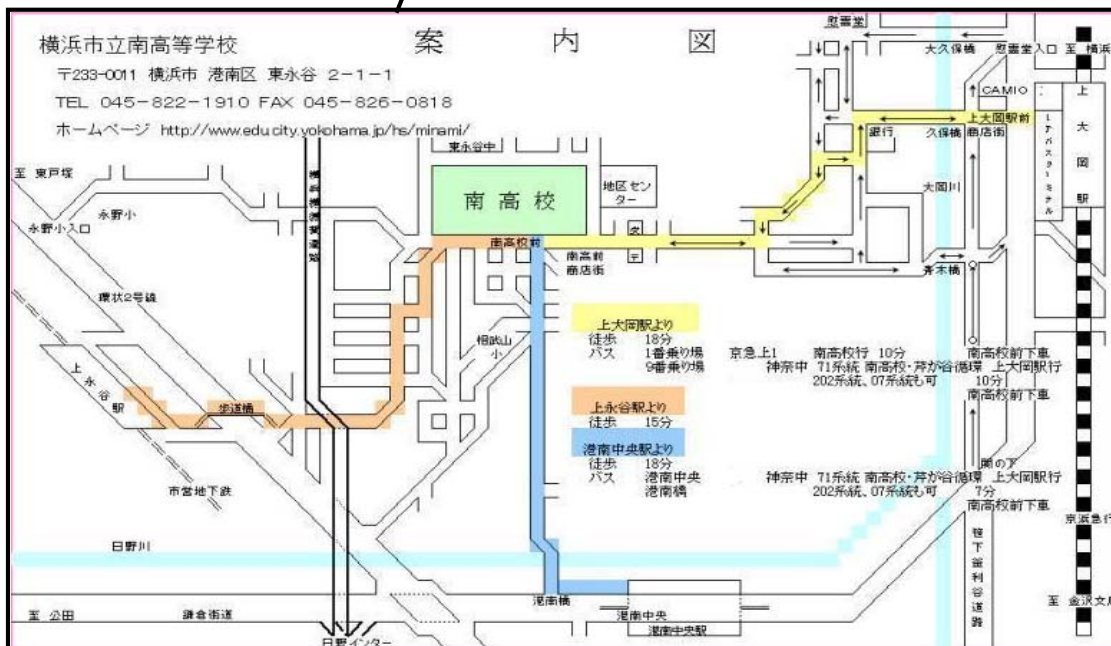 案内図
横浜市立南高等学校
〒233-0011 横浜市 港南区 東永谷 2-1-1
TEL 045-822-1910 FAX 045-826-0818
ホームページ http://www.edu.city.yokohama.jp/hs/minami/
慰霊堂
大久保橋
慰霊堂入口
至 横浜
CAMIO
上大岡駅
上大岡駅前
銀行
久保橋
商店街
東永谷中
至 東戸塚
南高校
地区センター
大岡川
永野小
永野小入口
南高校前
南高前
商店街
交
〒
青木橋
環状2号線
相武山小
上永谷駅
歩道橋
上大岡駅より
徒歩 18分
バス 1番乗り場 京急上1 南高校行 10分 南高校前下車
9番乗り場 神奈中 71系統 南高校・芹が谷循環 上大岡駅行
202系統、07系統も可 10分
南高校前下車
上永谷駅より
徒歩 15分
港南中央駅より
徒歩 18分
関の下
バス 港南中央 神奈中 71系統 南高校・芹が谷循環 上大岡駅行
港南橋 202系統、07系統も可 7分
南高校前下車
市営地下鉄
京浜急行
日野川
笹下釜利谷道路
港南橋
至 公田
鎌倉街道
港南中央
港南中央駅
至 金沢文庫
日野インター